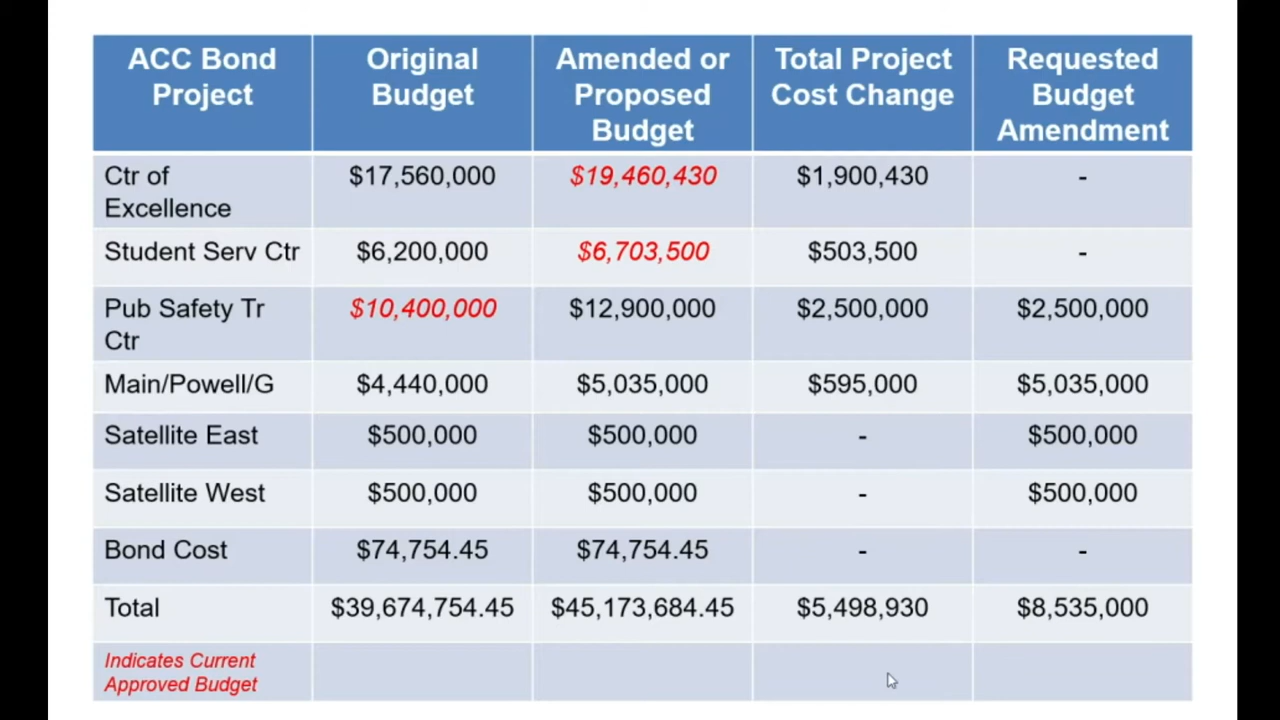 ACC Bond Project | Original Budget | Amended or Proposed Budget | Total Project Cost Change | Requested Budget Amendment
Ctr of Excellence | $17,560,000 | $19,460,430 | $1,900,430 | -
Student Serv Ctr | $6,200,000 | $6,703,500 | $503,500 | -
Pub Safety Tr Ctr | $10,400,000 | $12,900,000 | $2,500,000 | $2,500,000
Main/Powell/G | $4,440,000 | $5,035,000 | $595,000 | $5,035,000
Satellite East | $500,000 | $500,000 | - | $500,000
Satellite West | $500,000 | $500,000 | - | $500,000
Bond Cost | $74,754.45 | $74,754.45 | - | -
Total | $39,674,754.45 | $45,173,684.45 | $5,498,930 | $8,535,000
Indicates Current Approved Budget